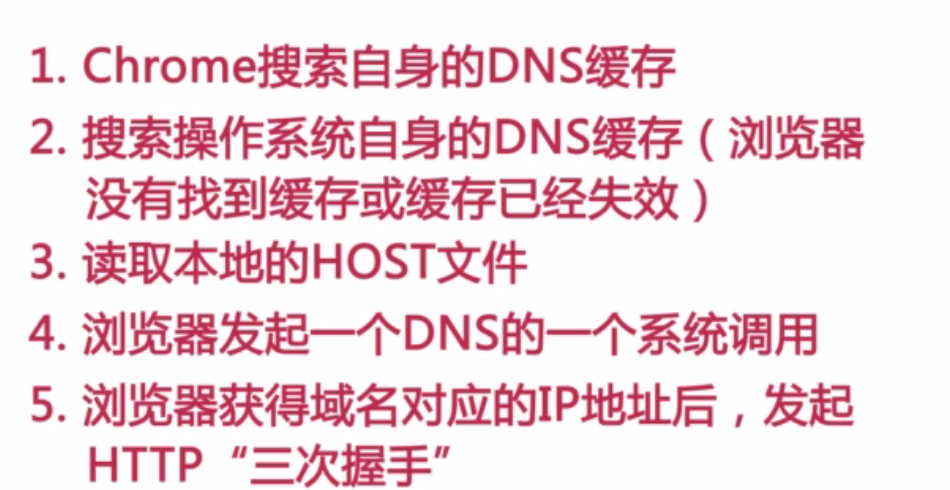 1. Chrome搜索自身的DNS缓存
2. 搜索操作系统自身的DNS缓存（浏览器
没有找到缓存或缓存已经失效）
3. 读取本地的HOST文件
4. 浏览器发起一个DNS的一个系统调用
5. 浏览器获得域名对应的IP地址后，发起
HTTP“三次握手”